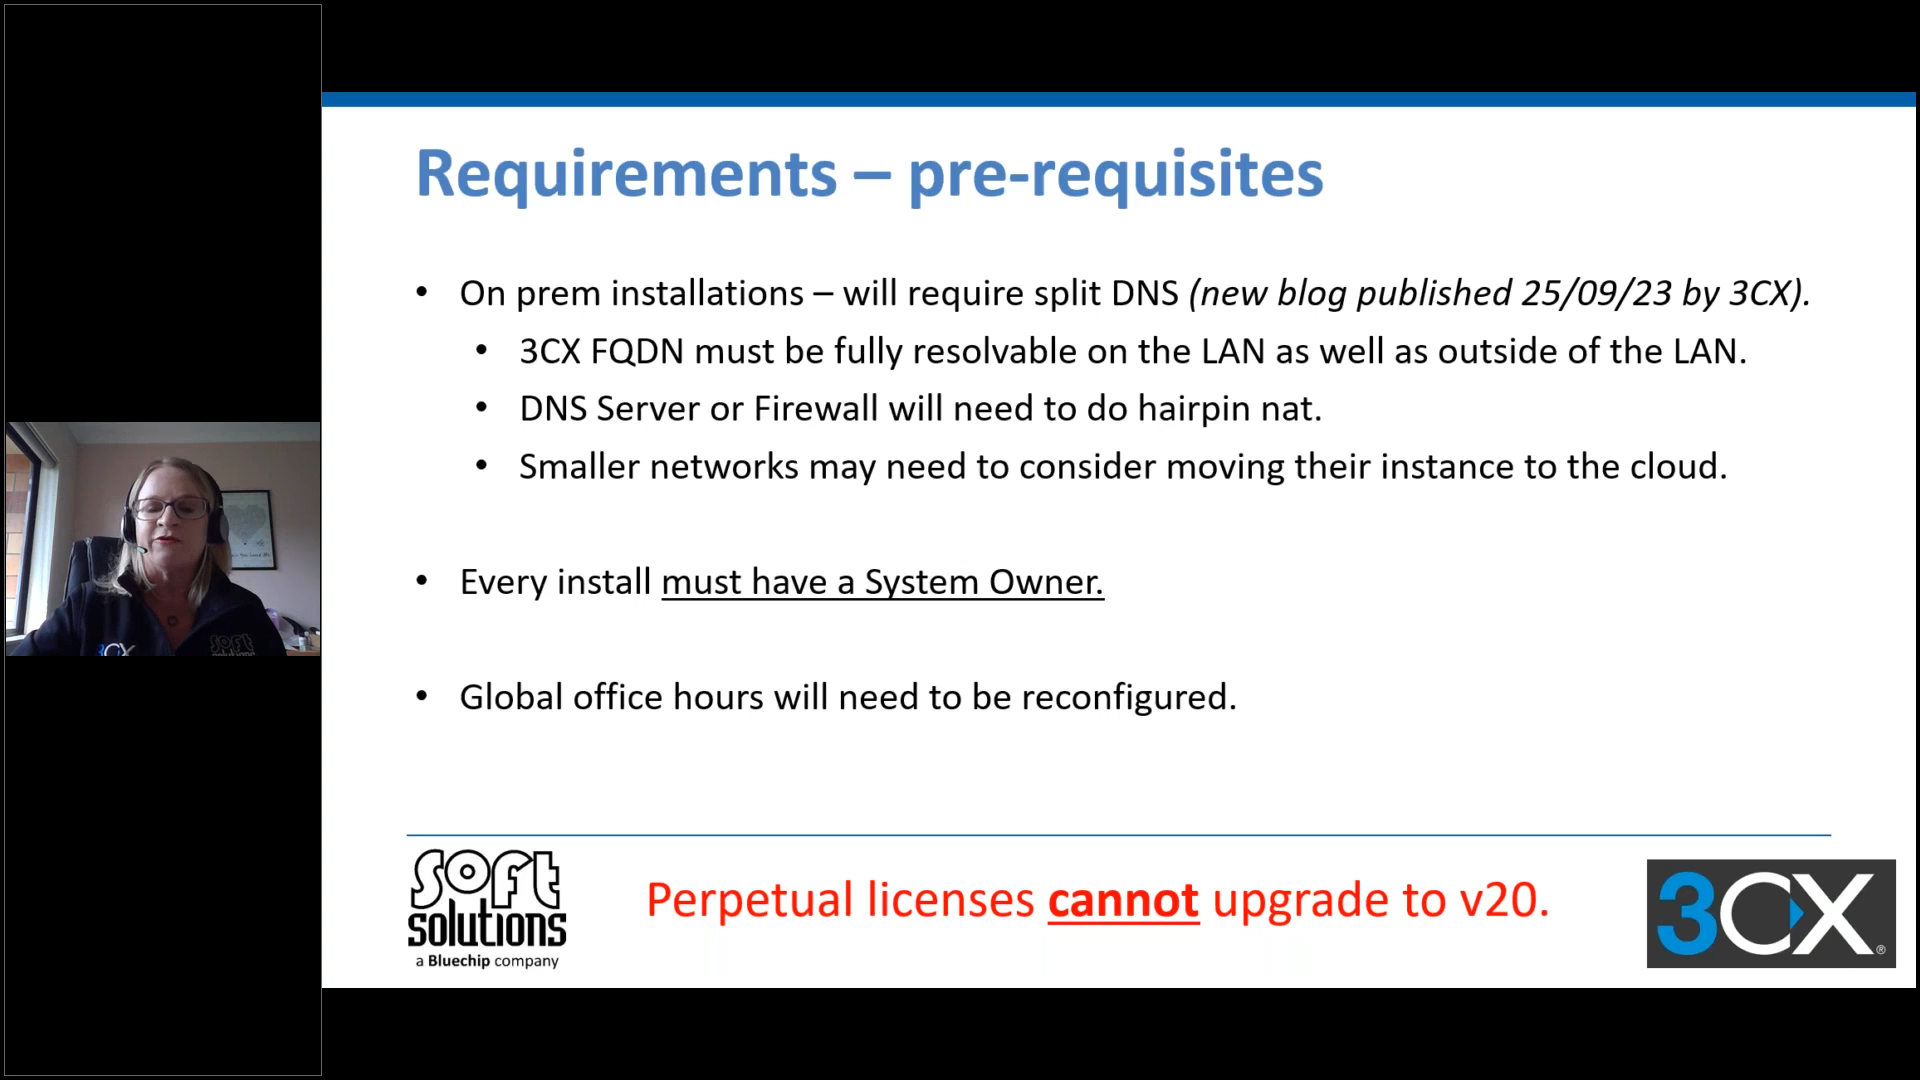 Requirements – pre-requisites
• On prem installations – will require split DNS (new blog published 25/09/23 by 3CX).
• 3CX FQDN must be fully resolvable on the LAN as well as outside of the LAN.
• DNS Server or Firewall will need to do hairpin nat.
• Smaller networks may need to consider moving their instance to the cloud.
• Every install must have a System Owner.
• Global office hours will need to be reconfigured.
soft
solutions
a Bluechip company
Perpetual licenses cannot upgrade to v20.
3CX®
3CX
soft